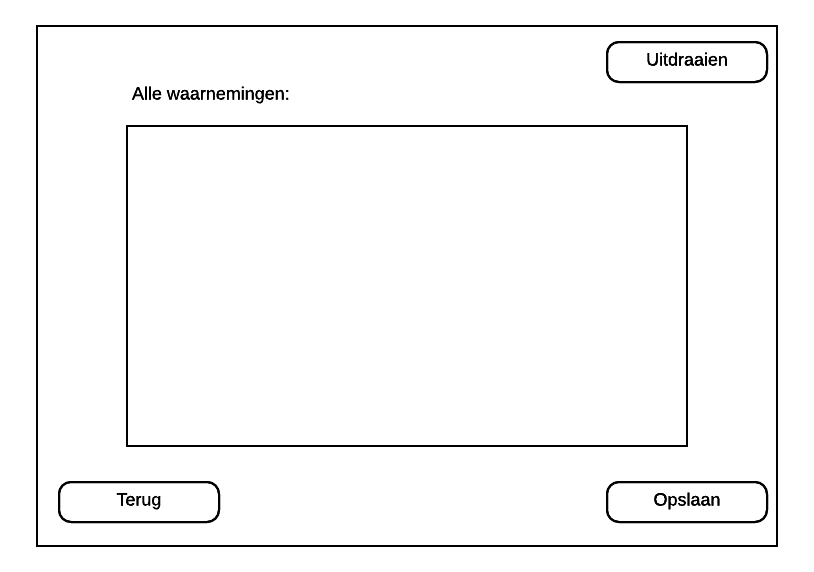 Uitdraaien
Alle waarnemingen:
Terug
Opslaan